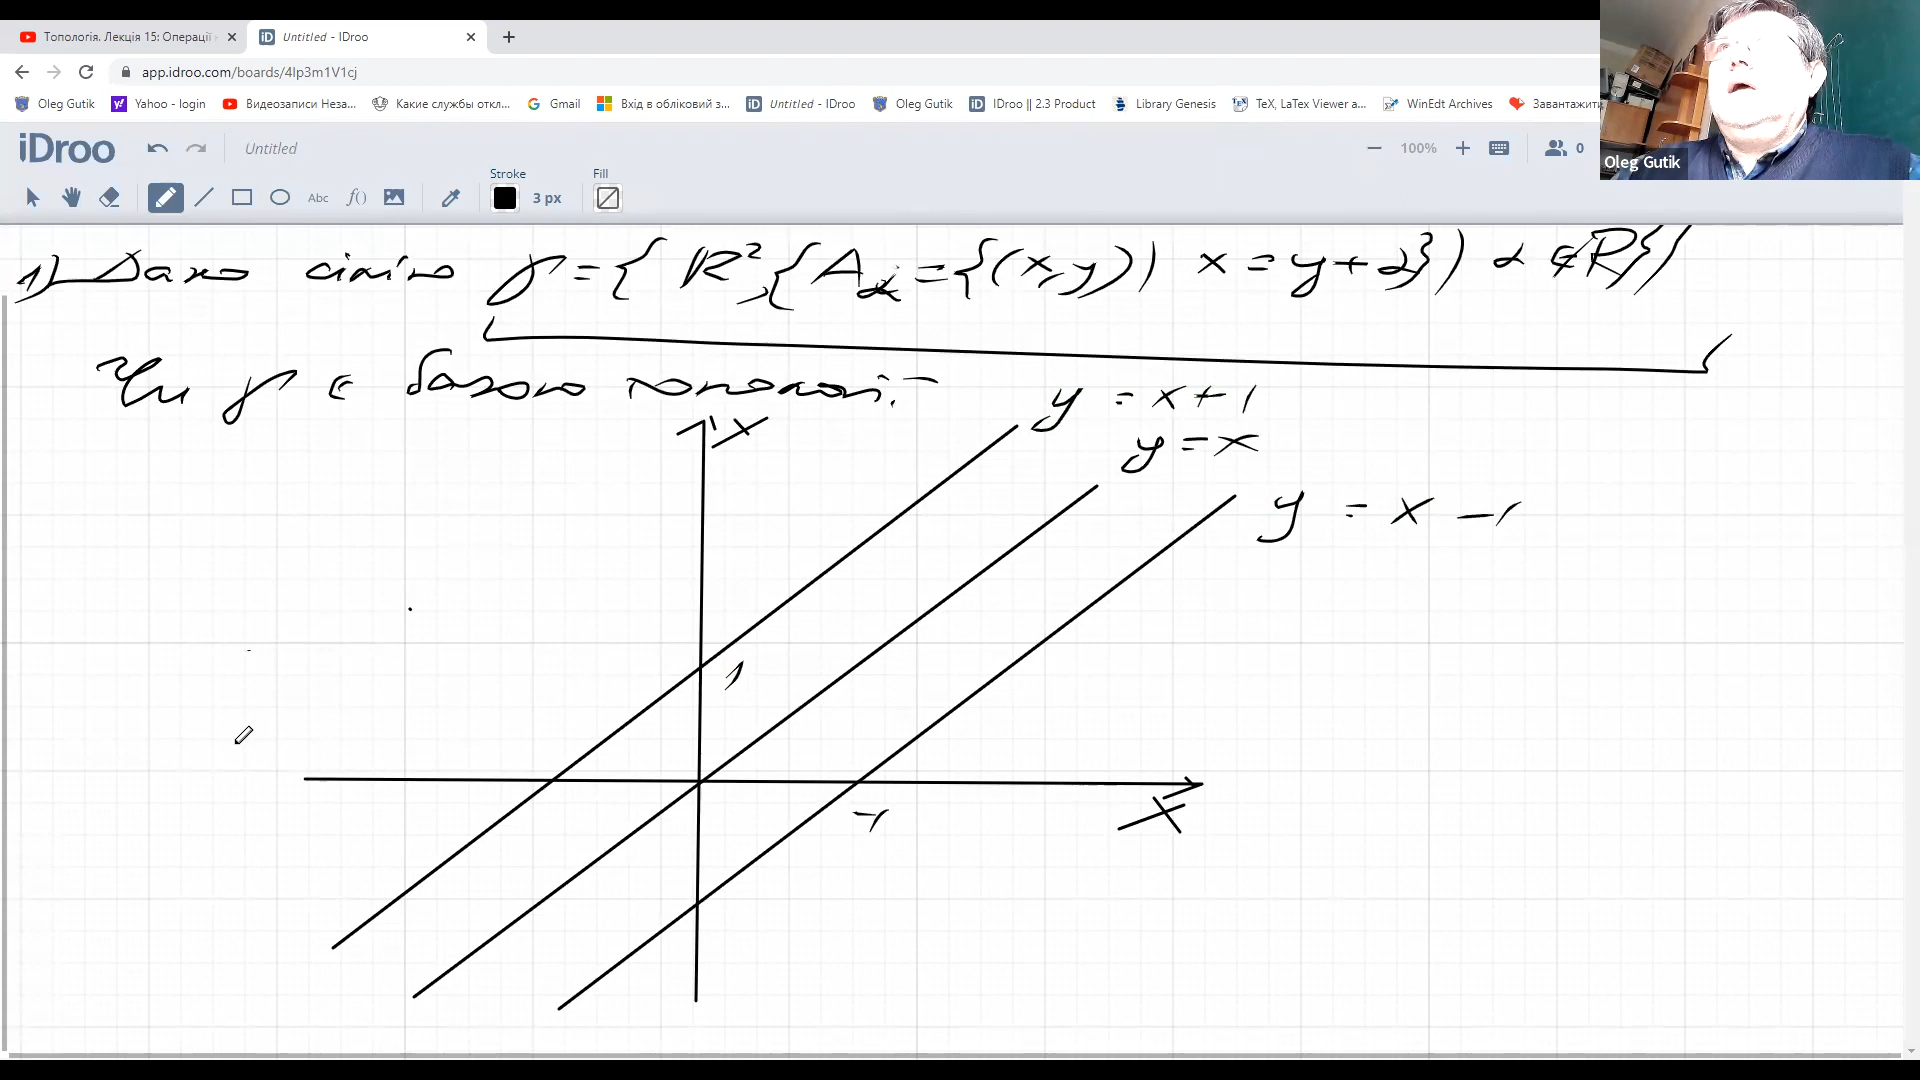 Топологія. Лекція 15: Операції
Untitled - IDroo
app.idroo.com/boards/4lp3m1V1cj
Oleg Gutik
Yahoo - login
Видеозаписи Неза...
Какие службы откл...
Gmail
Вхід в обліковий з...
Untitled - IDroo
Oleg Gutik
IDroo || 2.3 Product
Library Genesis
TeX, LaTex Viewer a...
WinEdt Archives
Завантажити
iDroo
Untitled
100%
0
Oleg Gutik
Stroke
Fill
Abc
f()
3 px
1) Дано сім'ю 𝒫={ℝ²,{A_α={(x,y)| x=y+α}| α∈ℝ}}
Чи 𝒫 є базою топології?
y = x+1
y = x
y = x-1
1
-1
X